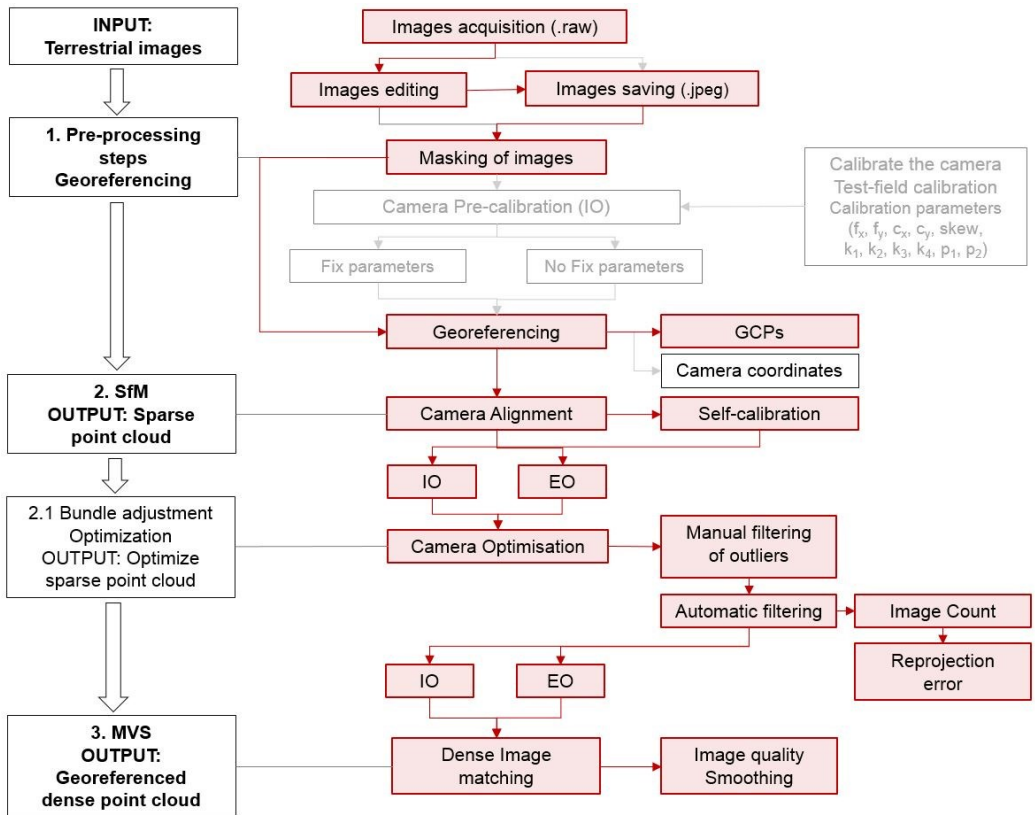 INPUT:
Terrestrial images
Images acquisition (.raw)
Images editing
Images saving (.jpeg)
1. Pre-processing
steps
Georeferencing
Masking of images
Camera Pre-calibration (IO)
Calibrate the camera
Test-field calibration
Calibration parameters
(fx, fy, cx, cy, skew,
k1, k2, k3, k4, p1, p2)
Fix parameters
No Fix parameters
Georeferencing
GCPs
Camera coordinates
2. SfM
OUTPUT: Sparse
point cloud
Camera Alignment
Self-calibration
IO
EO
2.1 Bundle adjustment
Optimization
OUTPUT: Optimize
sparse point cloud
Camera Optimisation
Manual filtering
of outliers
Automatic filtering
Image Count
Reprojection
error
IO
EO
3. MVS
OUTPUT:
Georeferenced
dense point cloud
Dense Image
matching
Image quality
Smoothing